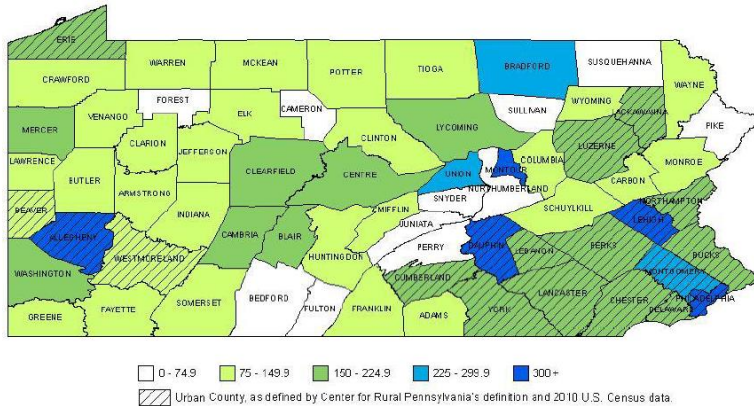 ERIE
WARREN
MCKEAN
POTTER
TIOGA
BRADFORD
SUSQUEHANNA
CRAWFORD
WAYNE
FOREST
CAMERON
SULLIVAN
WYOMING
LACKAWANNA
PIKE
MERCER
VENANGO
ELK
CLINTON
LYCOMING
LUZERNE
CLARION
JEFFERSON
LAWRENCE
CLEARFIELD
CENTRE
UNION
MONTOUR
COLUMBIA
MONROE
BUTLER
ARMSTRONG
NORTHUMBERLAND
CARBON
BEAVER
INDIANA
SNYDER
NORTHAMPTON
MIFFLIN
SCHUYLKILL
LEHIGH
ALLEGHENY
CAMBRIA
BLAIR
JUNIATA
HUNTINGDON
PERRY
DAUPHIN
LEBANON
BERKS
BUCKS
WESTMORELAND
WASHINGTON
CUMBERLAND
MONTGOMERY
LANCASTER
CHESTER
PHILADELPHIA
DELAWARE
GREENE
FAYETTE
SOMERSET
BEDFORD
FULTON
FRANKLIN
ADAMS
YORK
0 - 74.9 75 - 149.9 150 - 224.9 225 - 299.9 300+
Urban County, as defined by Center for Rural Pennsylvania's definition and 2010 U.S. Census data.